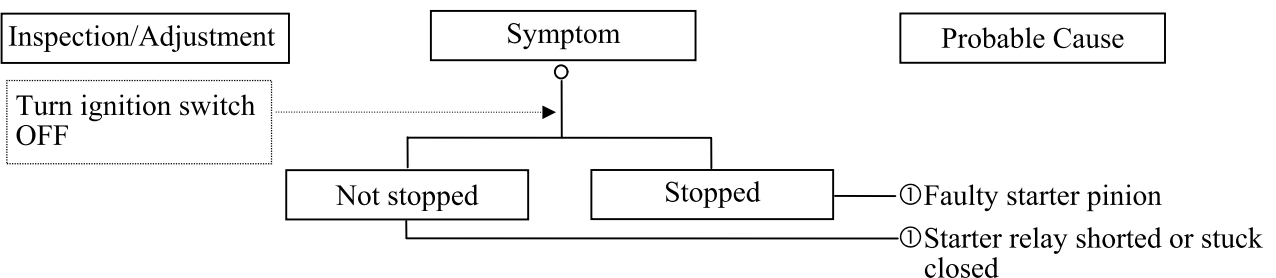 Inspection/Adjustment
Symptom
Probable Cause
Turn ignition switch
OFF
Not stopped
Stopped
①Faulty starter pinion
①Starter relay shorted or stuck
closed